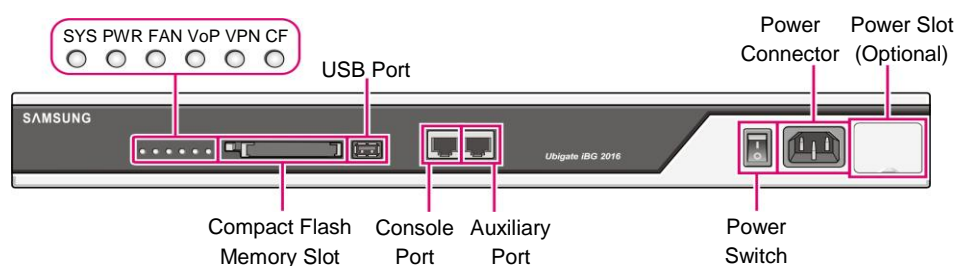 SYS PWR FAN VoP VPN CF
USB Port
Power
Connector
Power Slot
(Optional)
SAMSUNG
Ubigate iBG 2016
Compact Flash
Memory Slot
Console
Port
Auxiliary
Port
Power
Switch